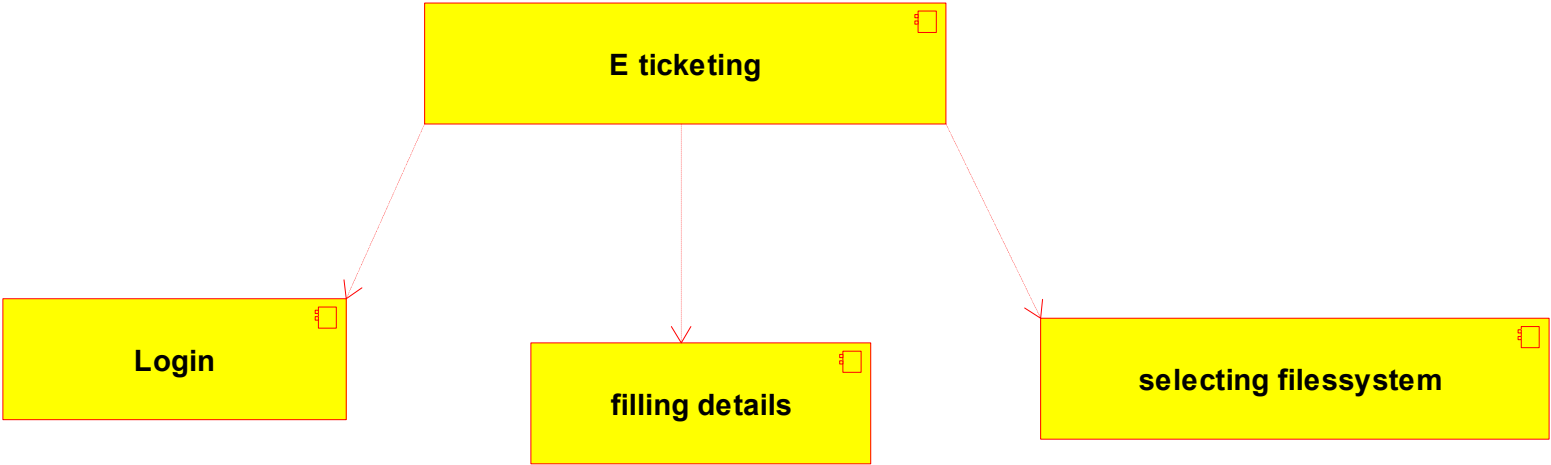 E ticketing
Login
filling details
selecting filessystem